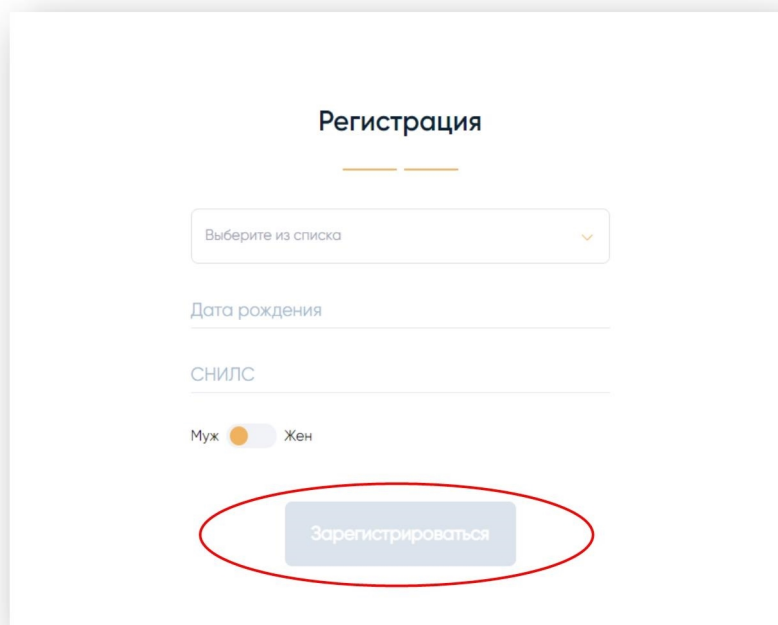 Регистрация
Выберите из списка
Дата рождения
СНИЛС
Муж Жен
Зарегистрироваться